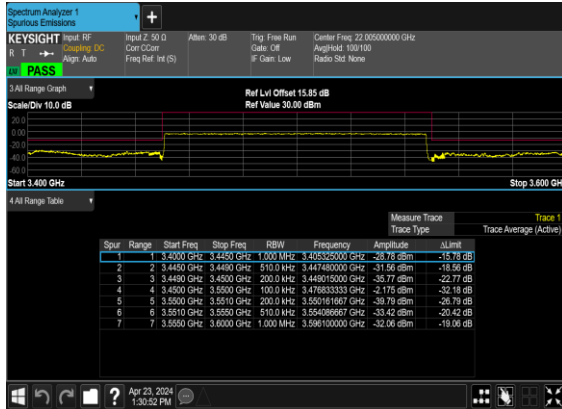 Spectrum Analyzer 1
Spurious Emissions
KEYSIGHT
R T
LXI PASS
Input: RF
Coupling: DC
Align: Auto
Input Z: 50 Ω
Corr CCorr
Freq Ref: Int (S)
Atten: 30 dB
Trig: Free Run
Gate: Off
IF Gain: Low
Center Freq: 22.005000000 GHz
Avg|Hold: 100/100
Radio Std: None
3 All Range Graph
Scale/Div 10.0 dB
Ref Lvl Offset 15.85 dB
Ref Value 30.00 dBm
20.0
0.00
-20.0
-40.0
-60.0
Start 3.400 GHz
Stop 3.600 GH
4 All Range Table
Measure Trace Trace 1
Trace Type Trace Average (Active)
Spur Range Start Freq Stop Freq RBW Frequency Amplitude ΔLimit
1 1 3.4000 GHz 3.4450 GHz 1.000 MHz 3.405325000 GHz -28.78 dBm -15.78 dB
2 2 3.4450 GHz 3.4490 GHz 510.0 kHz 3.447480000 GHz -31.56 dBm -18.56 dB
3 3 3.4490 GHz 3.4500 GHz 200.0 kHz 3.449015000 GHz -35.77 dBm -22.77 dB
4 4 3.4500 GHz 3.5500 GHz 100.0 kHz 3.476833333 GHz -2.175 dBm -32.18 dB
5 5 3.5500 GHz 3.5510 GHz 200.0 kHz 3.550161667 GHz -39.78 dBm -26.79 dB
6 6 3.5510 GHz 3.5550 GHz 510.0 kHz 3.554086667 GHz -33.42 dBm -20.42 dB
7 7 3.5550 GHz 3.6000 GHz 1.000 MHz 3.596100000 GHz -32.06 dBm -19.06 dB
?
Apr 23, 2024
1:30:52 PM